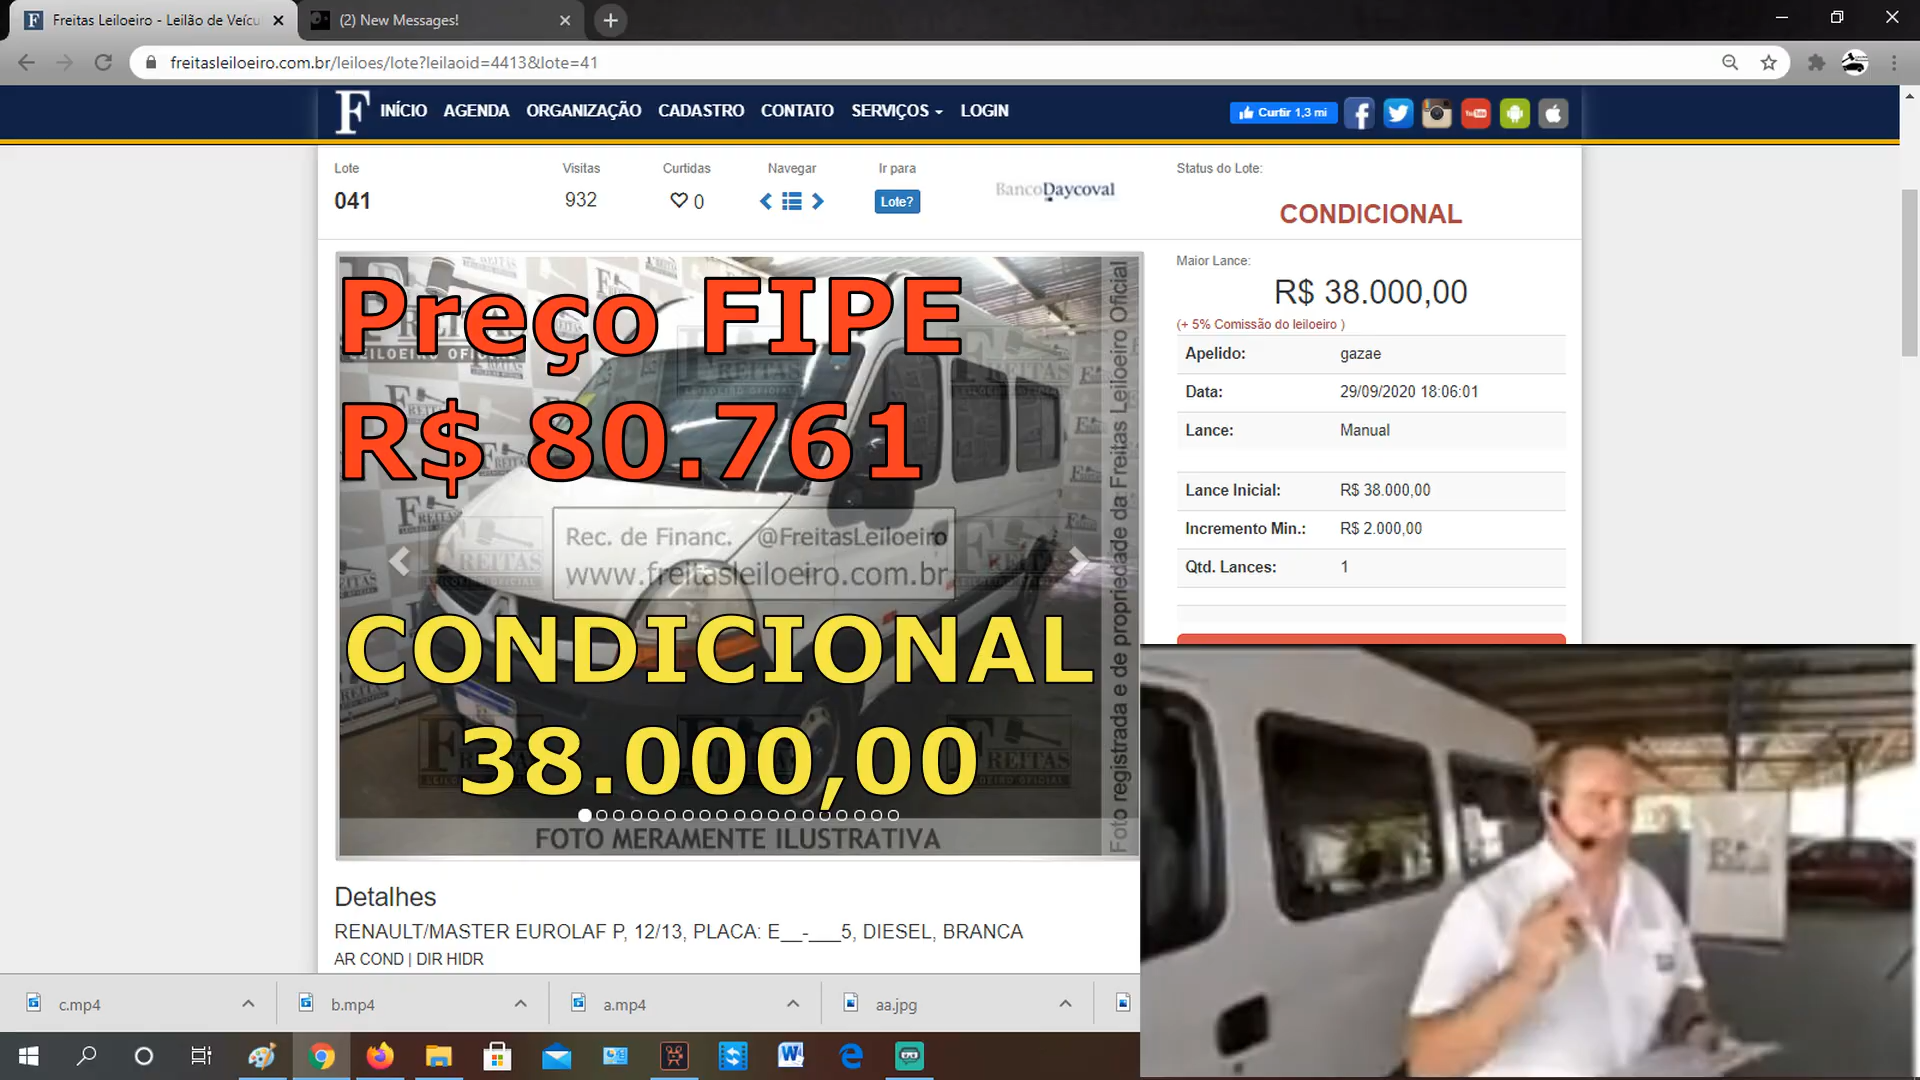 Freitas Leiloeiro - Leilão de Veícu
(2) New Messages!
freitasleiloeiro.com.br/leiloes/lote?leilaoid=4413&lote=41
F INÍCIO AGENDA ORGANIZAÇÃO CADASTRO CONTATO SERVIÇOS LOGIN
Curtir 1,3 mi
Lote Visitas Curtidas Navegar Ir para
041 932 0 Lote?
BancoDaycoval
Status do Lote:
CONDICIONAL
Maior Lance:
R$ 38.000,00
(+ 5% Comissão do leiloeiro )
Apelido: gazae
Data: 29/09/2020 18:06:01
Lance: Manual
Lance Inicial: R$ 38.000,00
Incremento Min.: R$ 2.000,00
Qtd. Lances: 1
Preço FIPE
R$ 80.761
Rec. de Financ. @FreitasLeiloeiro
www.freitasleiloeiro.com.br
CONDICIONAL
38.000,00
FOTO MERAMENTE ILUSTRATIVA
Foto registrada e de propriedade da Freitas Leiloeiro Oficial
Detalhes
RENAULT/MASTER EUROLAF P, 12/13, PLACA: E__-___5, DIESEL, BRANCA
AR COND | DIR HIDR
c.mp4
b.mp4
a.mp4
aa.jpg